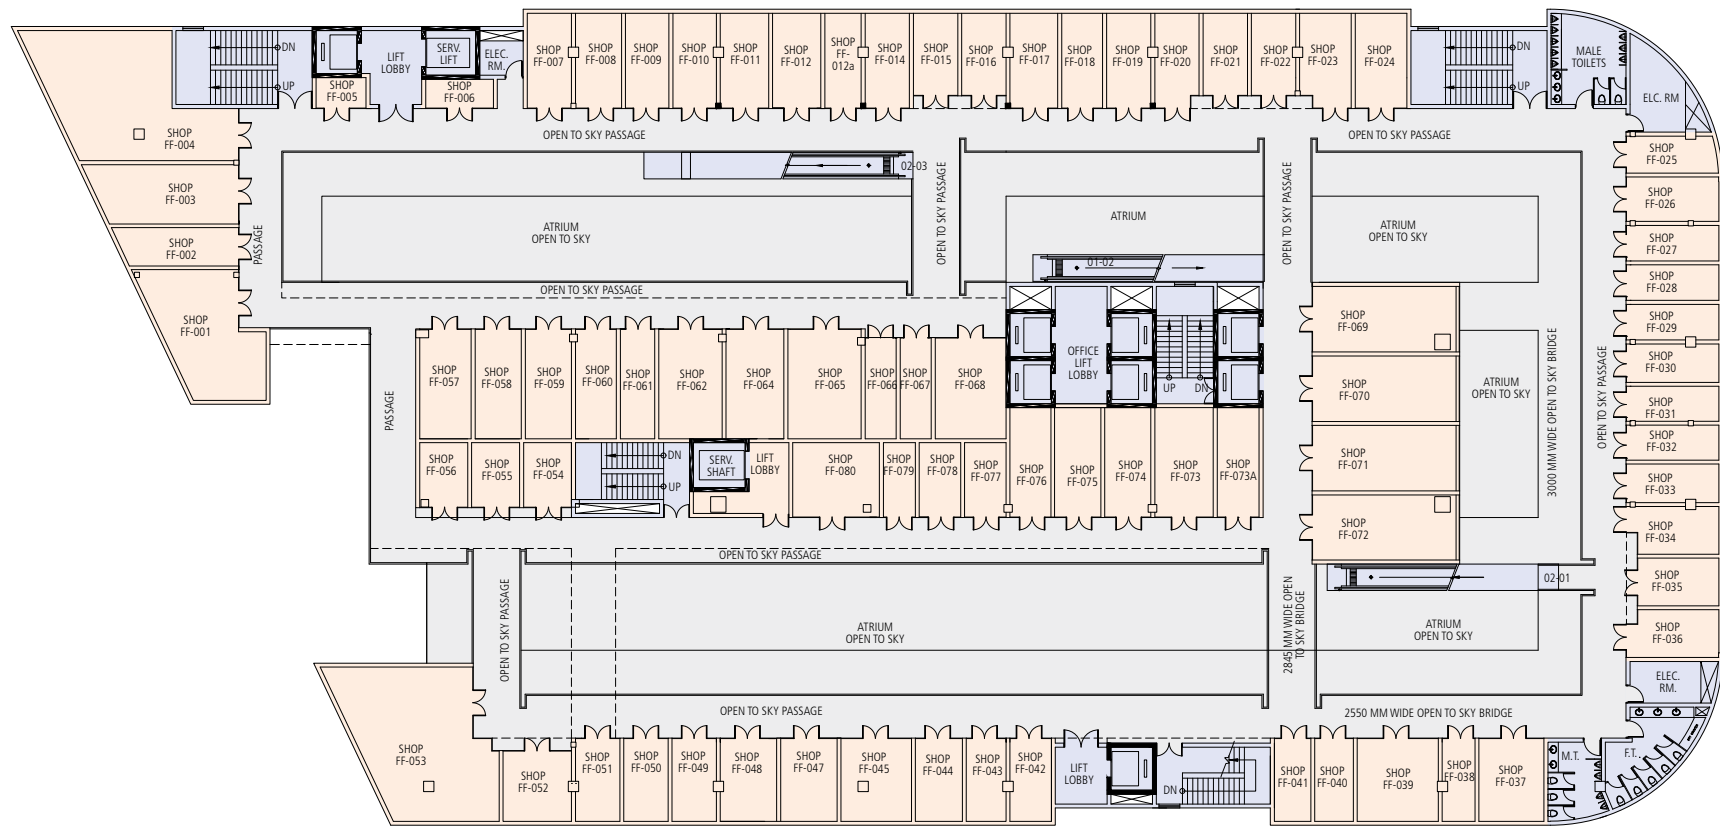 SHOP
FF-007
SHOP
FF-008
SHOP
FF-009
SHOP
FF-010
SHOP
FF-011
SHOP
FF-012
SHOP
FF-
012a
SHOP
FF-014
SHOP
FF-015
SHOP
FF-016
SHOP
FF-017
SHOP
FF-018
SHOP
FF-019
SHOP
FF-020
SHOP
FF-021
SHOP
FF-022
SHOP
FF-023
SHOP
FF-024
DN
UP
LIFT
LOBBY
SERV.
LIFT
ELEC.
RM.
SHOP
FF-005
SHOP
FF-006
DN
UP
MALE
TOILETS
ELC. RM
SHOP
FF-004
OPEN TO SKY PASSAGE
OPEN TO SKY PASSAGE
SHOP
FF-003
SHOP
FF-002
SHOP
FF-001
PASSAGE
02-03
ATRIUM
OPEN TO SKY
OPEN TO SKY PASSAGE
ATRIUM
OPEN TO SKY PASSAGE
ATRIUM
OPEN TO SKY
01-02
OPEN TO SKY PASSAGE
SHOP
FF-025
SHOP
FF-026
SHOP
FF-027
SHOP
FF-028
SHOP
FF-029
SHOP
FF-030
SHOP
FF-031
SHOP
FF-032
SHOP
FF-033
SHOP
FF-034
SHOP
FF-035
SHOP
FF-036
PASSAGE
SHOP
FF-057
SHOP
FF-058
SHOP
FF-059
SHOP
FF-060
SHOP
FF-061
SHOP
FF-062
SHOP
FF-064
SHOP
FF-065
SHOP
FF-066
SHOP
FF-067
SHOP
FF-068
OFFICE
LIFT
LOBBY
UP
DN
SHOP
FF-069
SHOP
FF-070
SHOP
FF-071
SHOP
FF-072
ATRIUM
OPEN TO SKY
3000 MM WIDE OPEN TO SKY BRIDGE
OPEN TO SKY PASSAGE
SHOP
FF-056
SHOP
FF-055
SHOP
FF-054
DN
UP
SERV.
SHAFT
LIFT
LOBBY
SHOP
FF-080
SHOP
FF-079
SHOP
FF-078
SHOP
FF-077
SHOP
FF-076
SHOP
FF-075
SHOP
FF-074
SHOP
FF-073
SHOP
FF-073A
OPEN TO SKY PASSAGE
OPEN TO SKY PASSAGE
ATRIUM
OPEN TO SKY
2845 MM WIDE OPEN
TO SKY BRIDGE
02-01
ATRIUM
OPEN TO SKY
ELEC.
RM.
OPEN TO SKY PASSAGE
2550 MM WIDE OPEN TO SKY BRIDGE
SHOP
FF-053
SHOP
FF-052
SHOP
FF-051
SHOP
FF-050
SHOP
FF-049
SHOP
FF-048
SHOP
FF-047
SHOP
FF-045
SHOP
FF-044
SHOP
FF-043
SHOP
FF-042
LIFT
LOBBY
DN
SHOP
FF-041
SHOP
FF-040
SHOP
FF-039
SHOP
FF-038
SHOP
FF-037
M.T.
F.T.